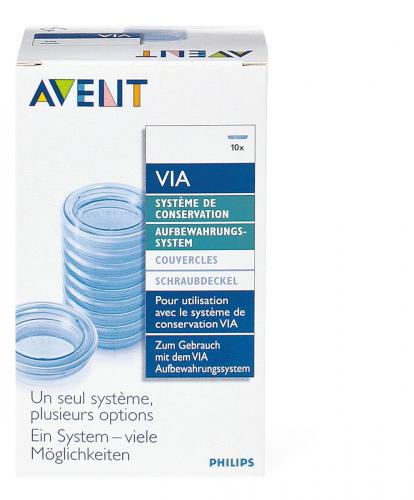 AVENT
10x
VIA
SYSTÈME DE
CONSERVATION
AUFBEWAHRUNGS-
SYSTEM
COUVERCLES
SCHRAUBDECKEL
Pour utilisation
avec le système de
conservation VIA
Zum Gebrauch
mit dem VIA
Aufbewahrungssystem
Un seul système,
plusieurs options
Ein System – viele
Möglichkeiten
PHILIPS